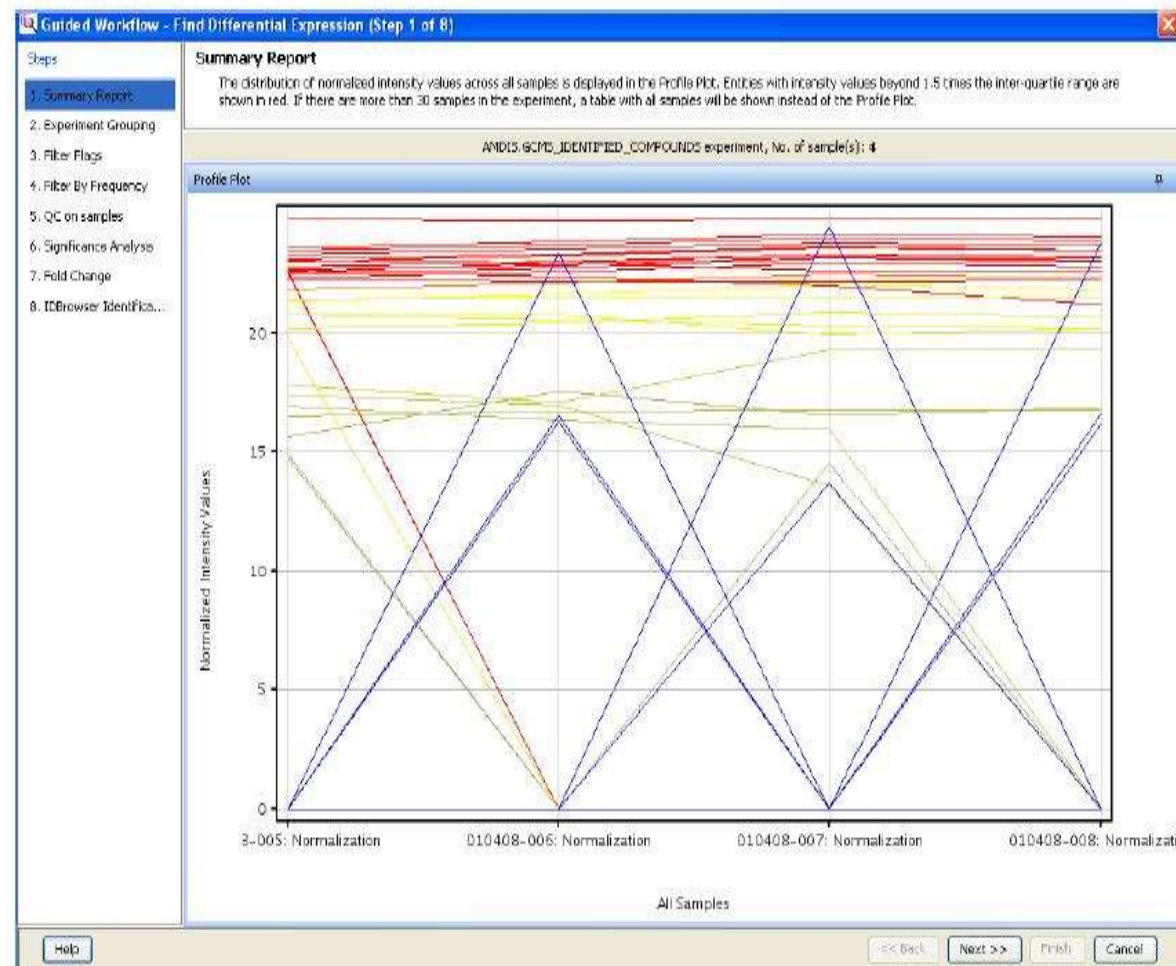 Guided Workflow - Find Differential Expression (Step 1 of 8)
Steps
1. Summary Report
2. Experiment Grouping
3. Filter Flags
4. Filter By Frequency
5. QC on samples
6. Significance Analysis
7. Fold Change
8. IDBrowser Identifica...
Summary Report
The distribution of normalized intensity values across all samples is displayed in the Profile Plot. Entities with intensity values beyond 1.5 times the inter-quartile range are
shown in red. If there are more than 30 samples in the experiment, a table with all samples will be shown instead of the Profile Plot.
AMDIS.GCMS_IDENTIFIED_COMPOUNDS experiment, No. of sample(s): 4
Profile Plot
Normalized Intensity Values
20
15
10
5
0
8-005: Normalization
010408-006: Normalization
010408-007: Normalization
010408-008: Normalizati
All Samples
Help
<< Back
Next >>
Finish
Cancel